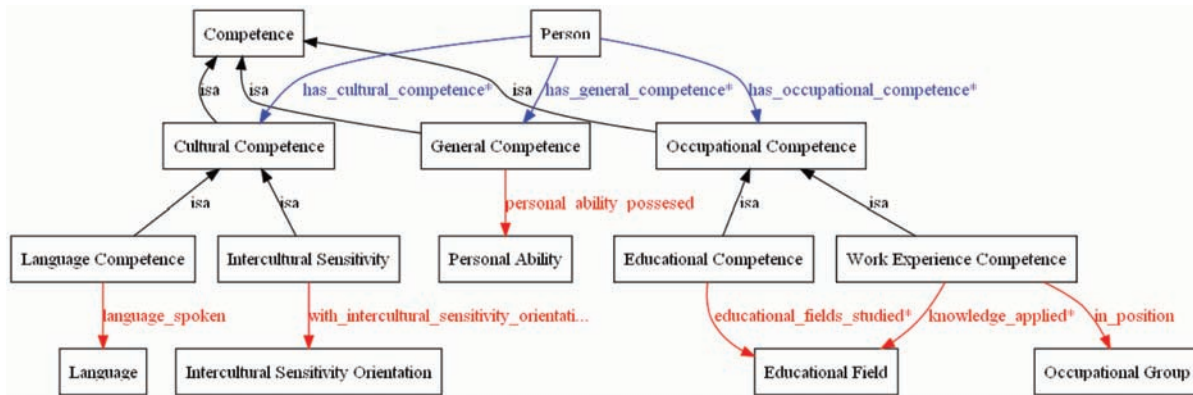 Competence
Person
isa
isa
has_cultural_competence*
isa
has_general_competence*
has_occupational_competence*
Cultural Competence
General Competence
Occupational Competence
isa
isa
personal_ability_possesed
isa
isa
Language Competence
Intercultural Sensitivity
Personal Ability
Educational Competence
Work Experience Competence
language_spoken
with_intercultural_sensitivity_orientati...
educational_fields_studied*
knowledge_applied*
in_position
Language
Intercultural Sensitivity Orientation
Educational Field
Occupational Group